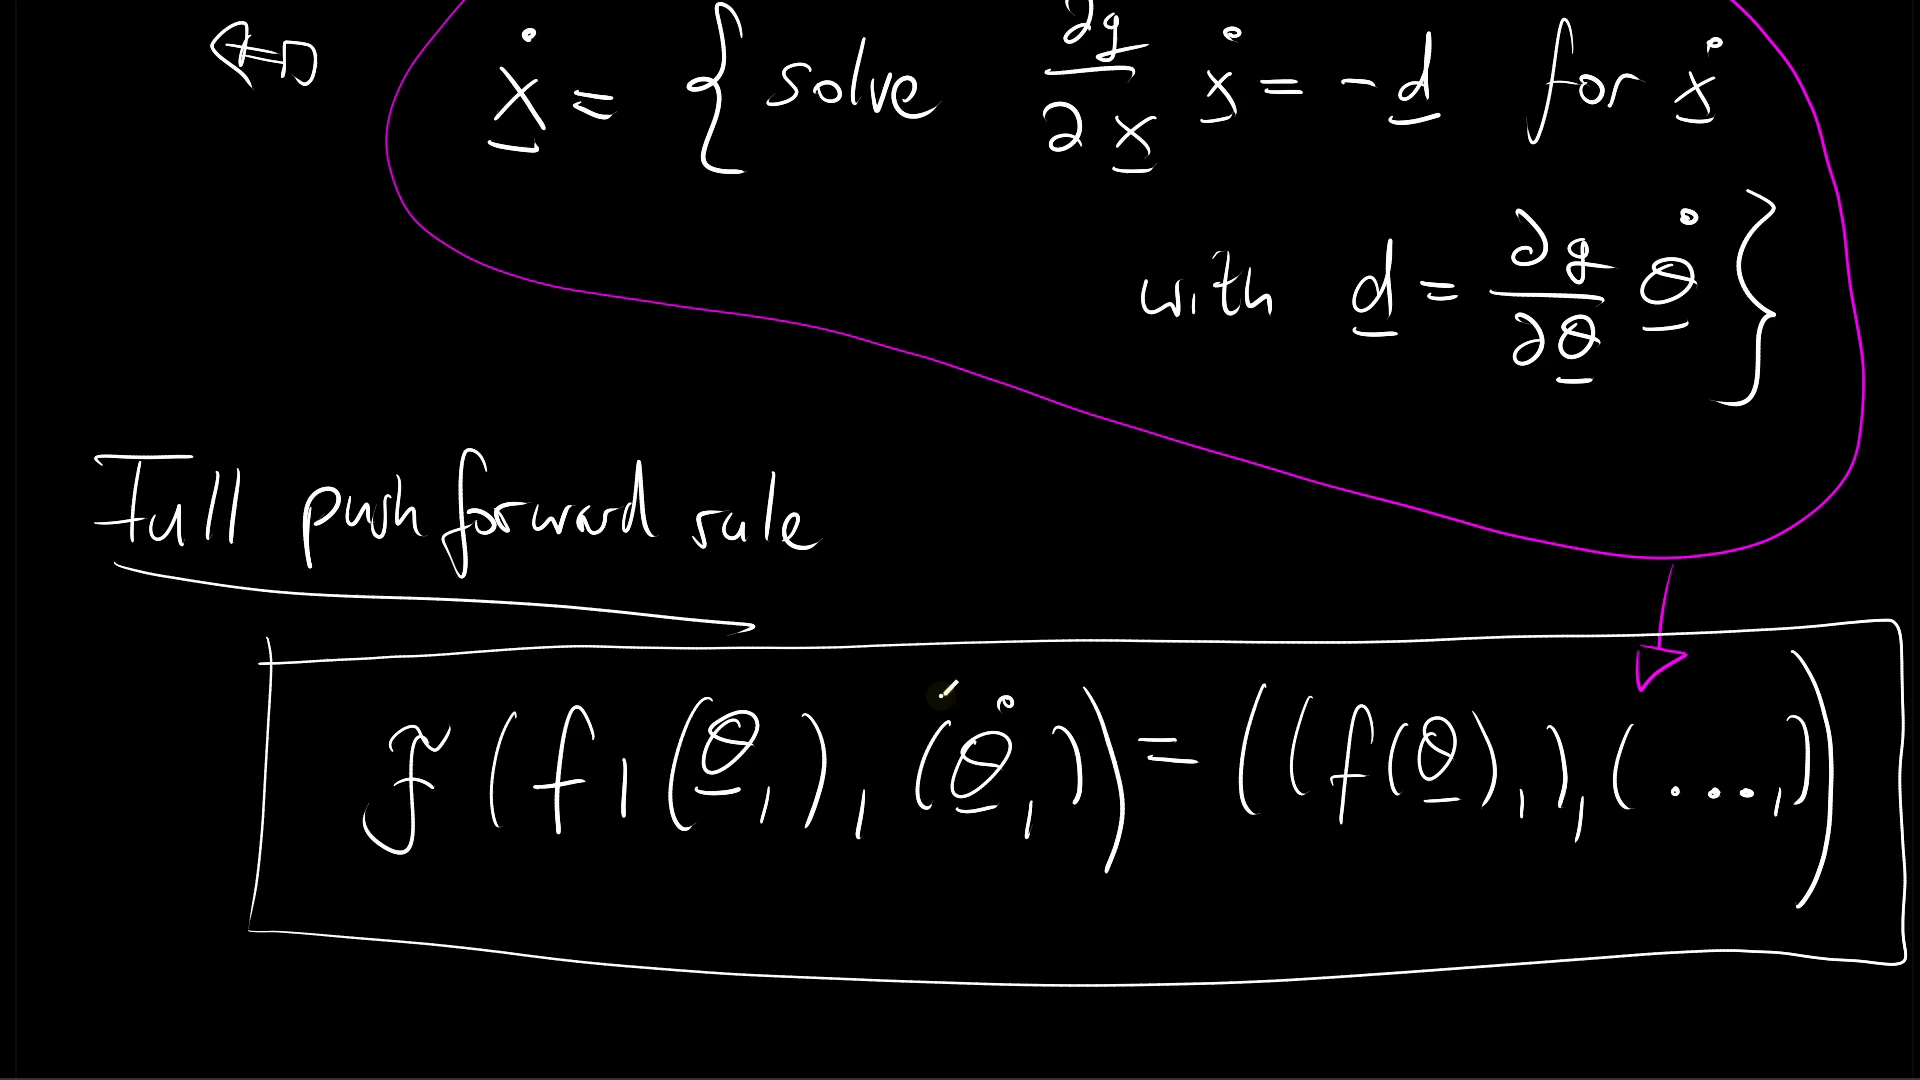 ⇔ ẋ = { solve ∂g/∂x ẋ = -d for ẋ
with d = ∂g/∂θ θ̇ }
Full pushforward rule
f̃ ( f, (θ,), (θ̇,) ) = ( (f(θ),), (...,) )